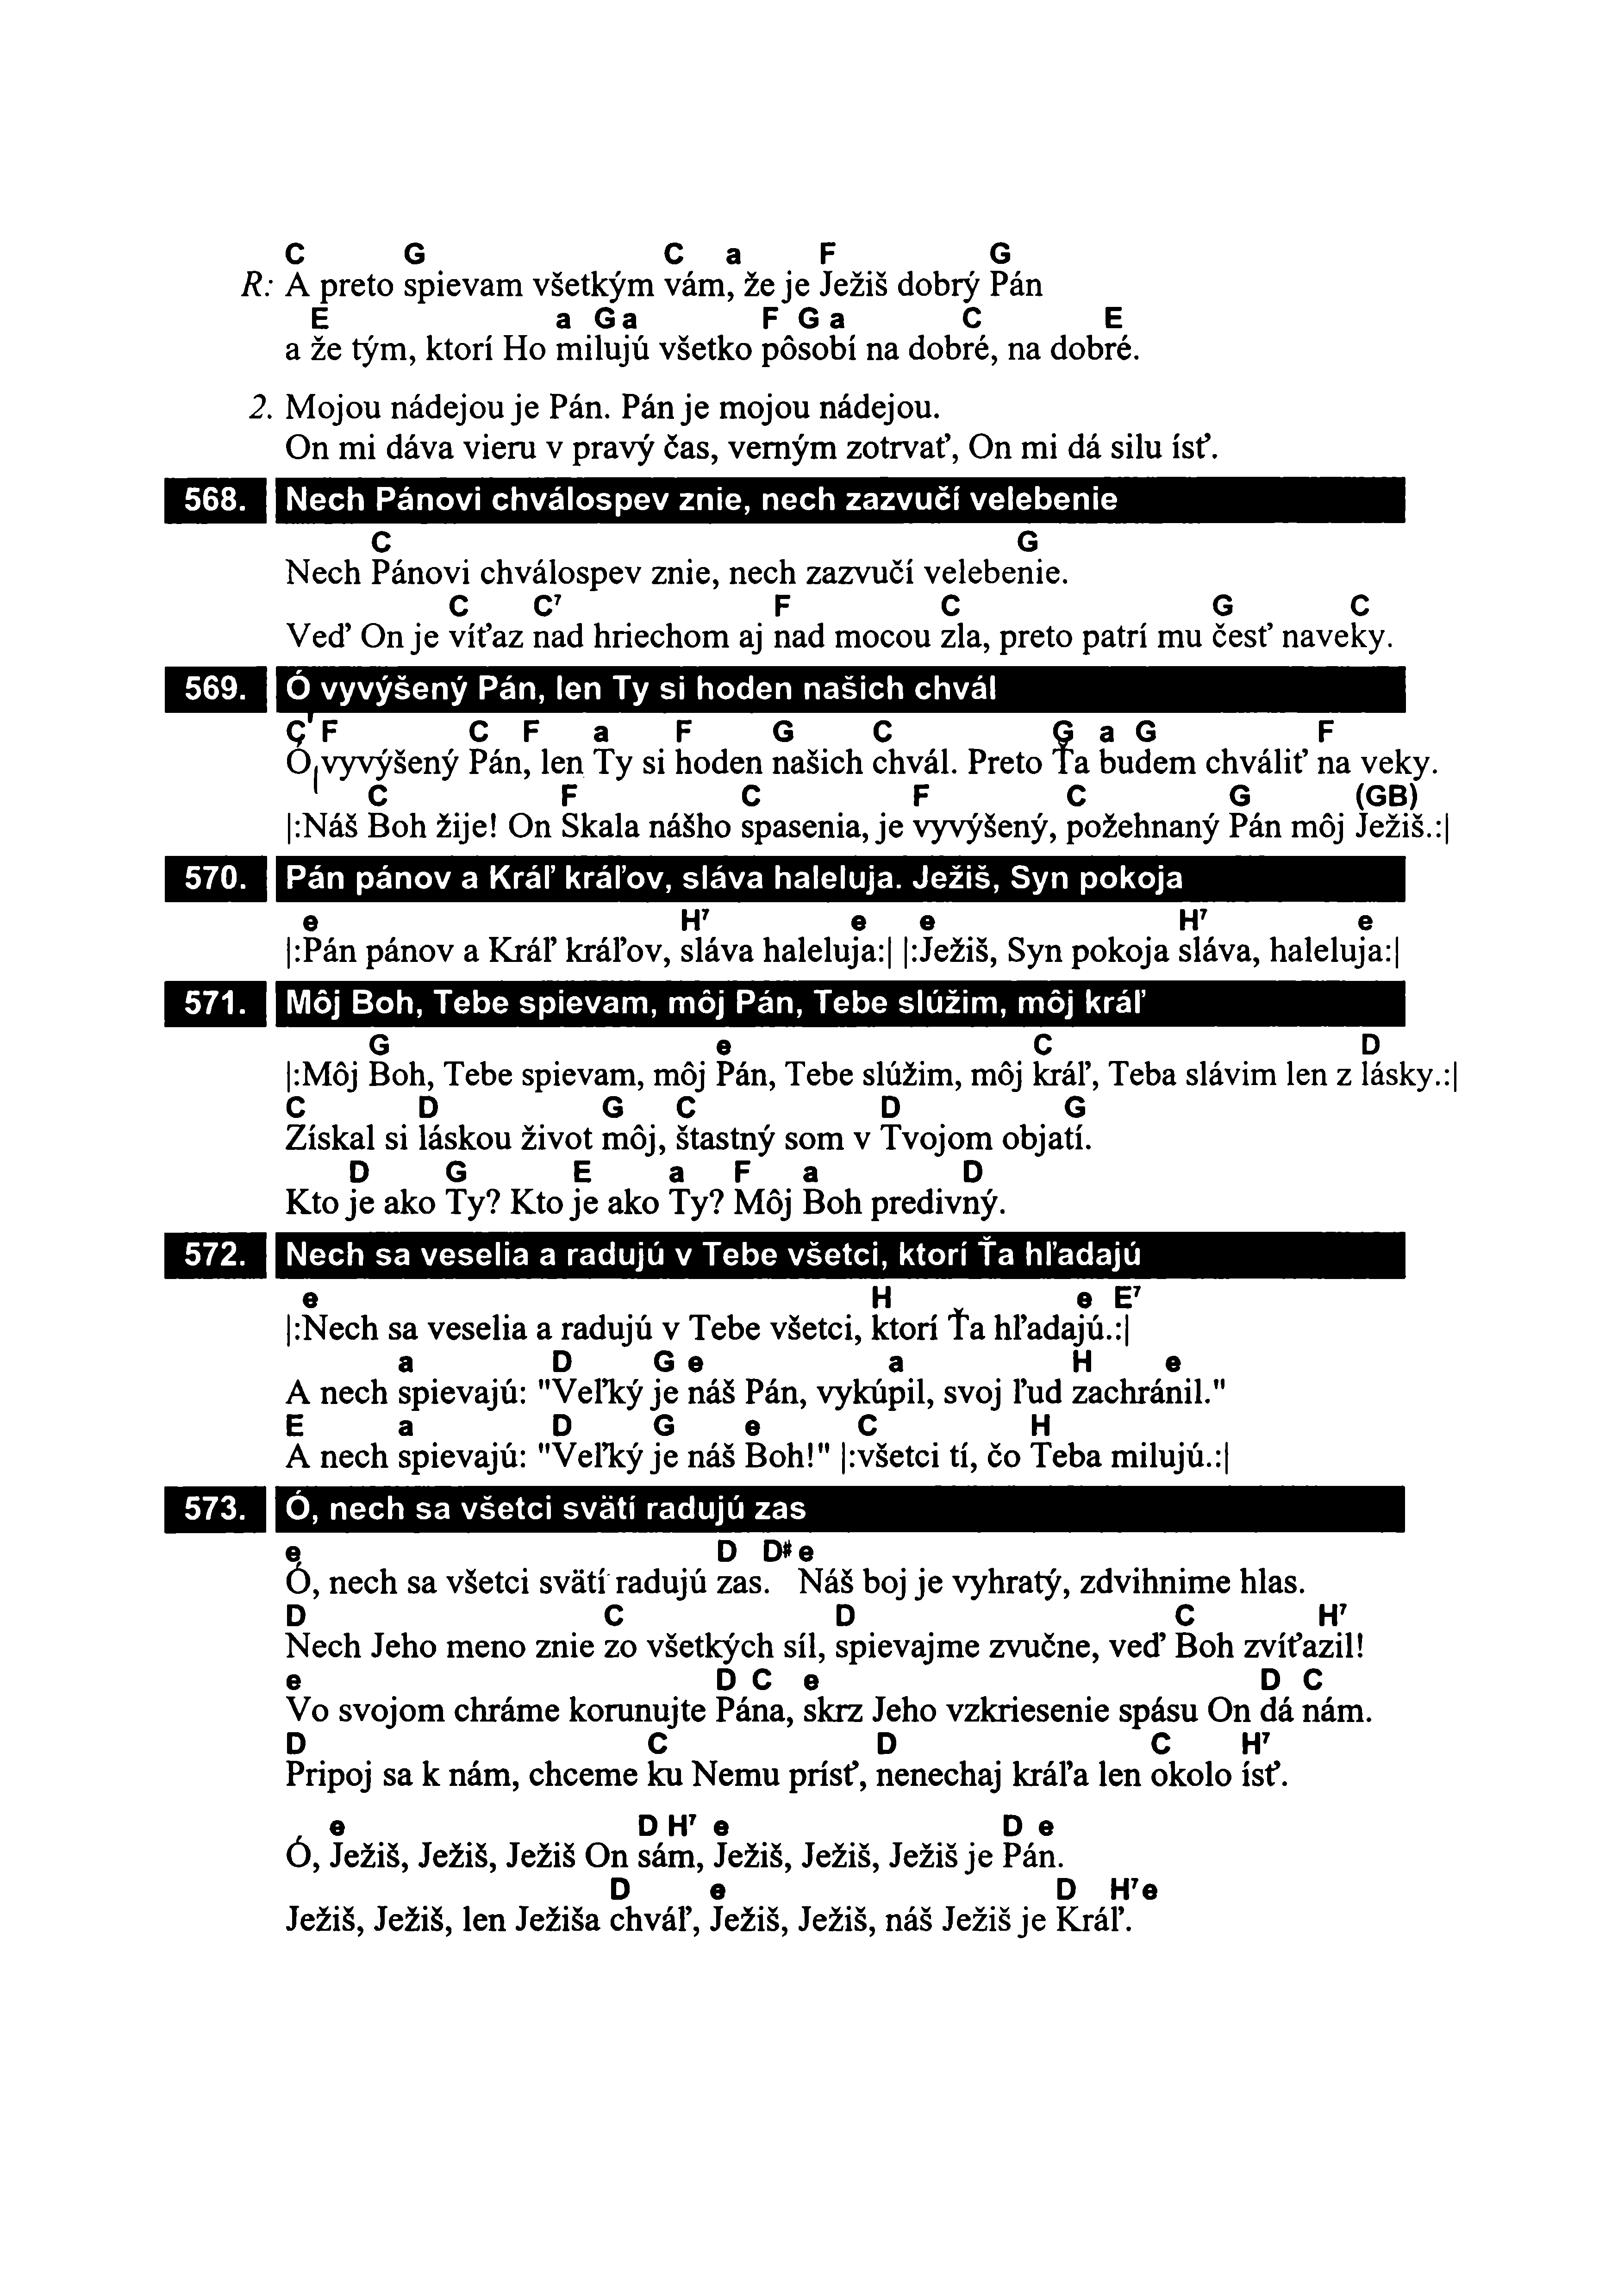 C G C a F G
R: A preto spievam všetkým vám, že je Ježiš dobrý Pán
E a G a F G a C E
a že tým, ktorí Ho milujú všetko pôsobí na dobré, na dobré.
2. Mojou nádejou je Pán. Pán je mojou nádejou.
On mi dáva vieru v pravý čas, verným zotrvať, On mi dá silu ísť.
568. Nech Pánovi chválospev znie, nech zazvučí velebenie
C G
Nech Pánovi chválospev znie, nech zazvučí velebenie.
C C⁷ F C G C
Veď On je víťaz nad hriechom aj nad mocou zla, preto patrí mu česť naveky.
569. Ó vyvýšený Pán, len Ty si hoden našich chvál
C F C F a F G C G a G F
Ó vyvýšený Pán, len Ty si hoden našich chvál. Preto Ťa budem chváliť na veky.
C F C F C G (GB)
|:Náš Boh žije! On Skala nášho spasenia, je vyvýšený, požehnaný Pán môj Ježiš.:|
570. Pán pánov a Kráľ kráľov, sláva haleluja. Ježiš, Syn pokoja
e H⁷ e e H⁷ e
|:Pán pánov a Kráľ kráľov, sláva haleluja:| |:Ježiš, Syn pokoja sláva, haleluja:|
571. Môj Boh, Tebe spievam, môj Pán, Tebe slúžim, môj kráľ
G e C D
|:Môj Boh, Tebe spievam, môj Pán, Tebe slúžim, môj kráľ, Teba slávim len z lásky.:|
C D G C D G
Získal si láskou život môj, štastný som v Tvojom objatí.
D G E a F a D
Kto je ako Ty? Kto je ako Ty? Môj Boh predivný.
572. Nech sa veselia a radujú v Tebe všetci, ktorí Ťa hľadajú
e H e E⁷
|:Nech sa veselia a radujú v Tebe všetci, ktorí Ťa hľadajú.:|
a D G e a H e
A nech spievajú: "Veľký je náš Pán, vykúpil, svoj ľud zachránil."
E a D G e C H
A nech spievajú: "Veľký je náš Boh!" |:všetci tí, čo Teba milujú.:|
573. Ó, nech sa všetci svätí radujú zas
e D D# e
Ó, nech sa všetci svätí radujú zas. Náš boj je vyhratý, zdvihnime hlas.
D C D C H⁷
Nech Jeho meno znie zo všetkých síl, spievajme zvučne, veď Boh zvíťazil!
e D C e D C
Vo svojom chráme korunujte Pána, skrz Jeho vzkriesenie spásu On dá nám.
D C D C H⁷
Pripoj sa k nám, chceme ku Nemu prísť, nenechaj kráľa len okolo ísť.
e D H⁷ e D e
Ó, Ježiš, Ježiš, Ježiš On sám, Ježiš, Ježiš, Ježiš je Pán.
D e D H⁷ e
Ježiš, Ježiš, len Ježiša chváľ, Ježiš, Ježiš, náš Ježiš je Kráľ.